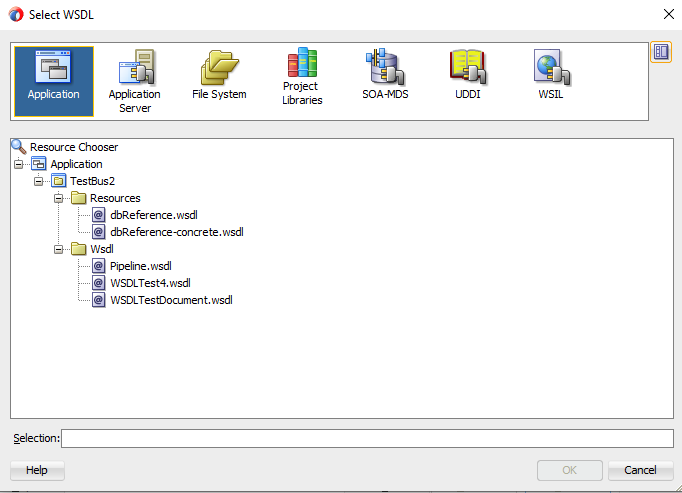 Select WSDL
Application
Application
Server
File System
Project
Libraries
SOA-MDS
UDDI
WSIL
Resource Chooser
Application
TestBus2
Resources
dbReference.wsdl
dbReference-concrete.wsdl
Wsdl
Pipeline.wsdl
WSDLTest4.wsdl
WSDLTestDocument.wsdl
Selection:
Help
OK
Cancel